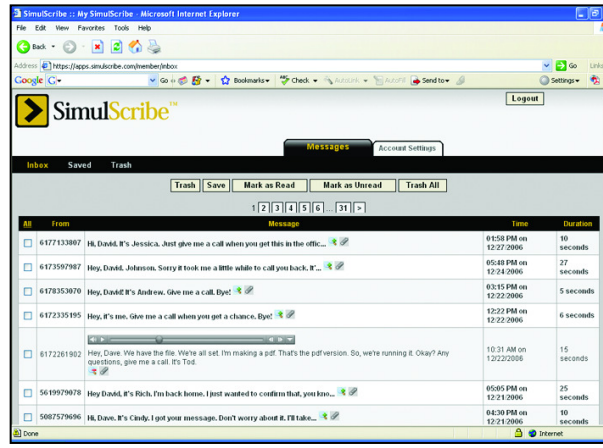 SimulScribe :: My SimulScribe - Microsoft Internet Explorer
File Edit View Favorites Tools Help
Back
Address https://apps.simulscribe.com/member/inbox Go Links
Google G Go Bookmarks Check AutoLink AutoFill Send to Settings
SimulScribe™ Logout
Messages Account Settings
Inbox Saved Trash
Trash Save Mark as Read Mark as Unread Trash All
1 2 3 4 5 6 ... 31 >
All From Message Time Duration
6177133807 Hi, David, It's Jessica. Just give me a call when you get this in the offic... 01:58 PM on 12/27/2006 10 seconds
6173597987 Hey, David. Johnson. Sorry it took me a little while to call you back. It'... 05:48 PM on 12/24/2006 27 seconds
6178353070 Hey, David! It's Andrew. Give me a call. Bye! 03:15 PM on 12/22/2006 5 seconds
6172335195 Hey, it's me. Give me a call when you get a chance. Bye! 12:22 PM on 12/22/2006 6 seconds
6172261902 Hey, Dave. We have the file. We're all set. I'm making a pdf. That's the pdf version. So, we're running it. Okay? Any
questions, give me a call. It's Tod. 10:31 AM on 12/22/2006 15 seconds
5619979078 Hey David, it's Rich. I'm back home. I just wanted to confirm that, you kno... 05:05 PM on 12/21/2006 25 seconds
5087579696 Hi, Dave. It's Cindy. I got your message. Don't worry about it. I'll take... 04:30 PM on 12/21/2006 10 seconds
Done Internet